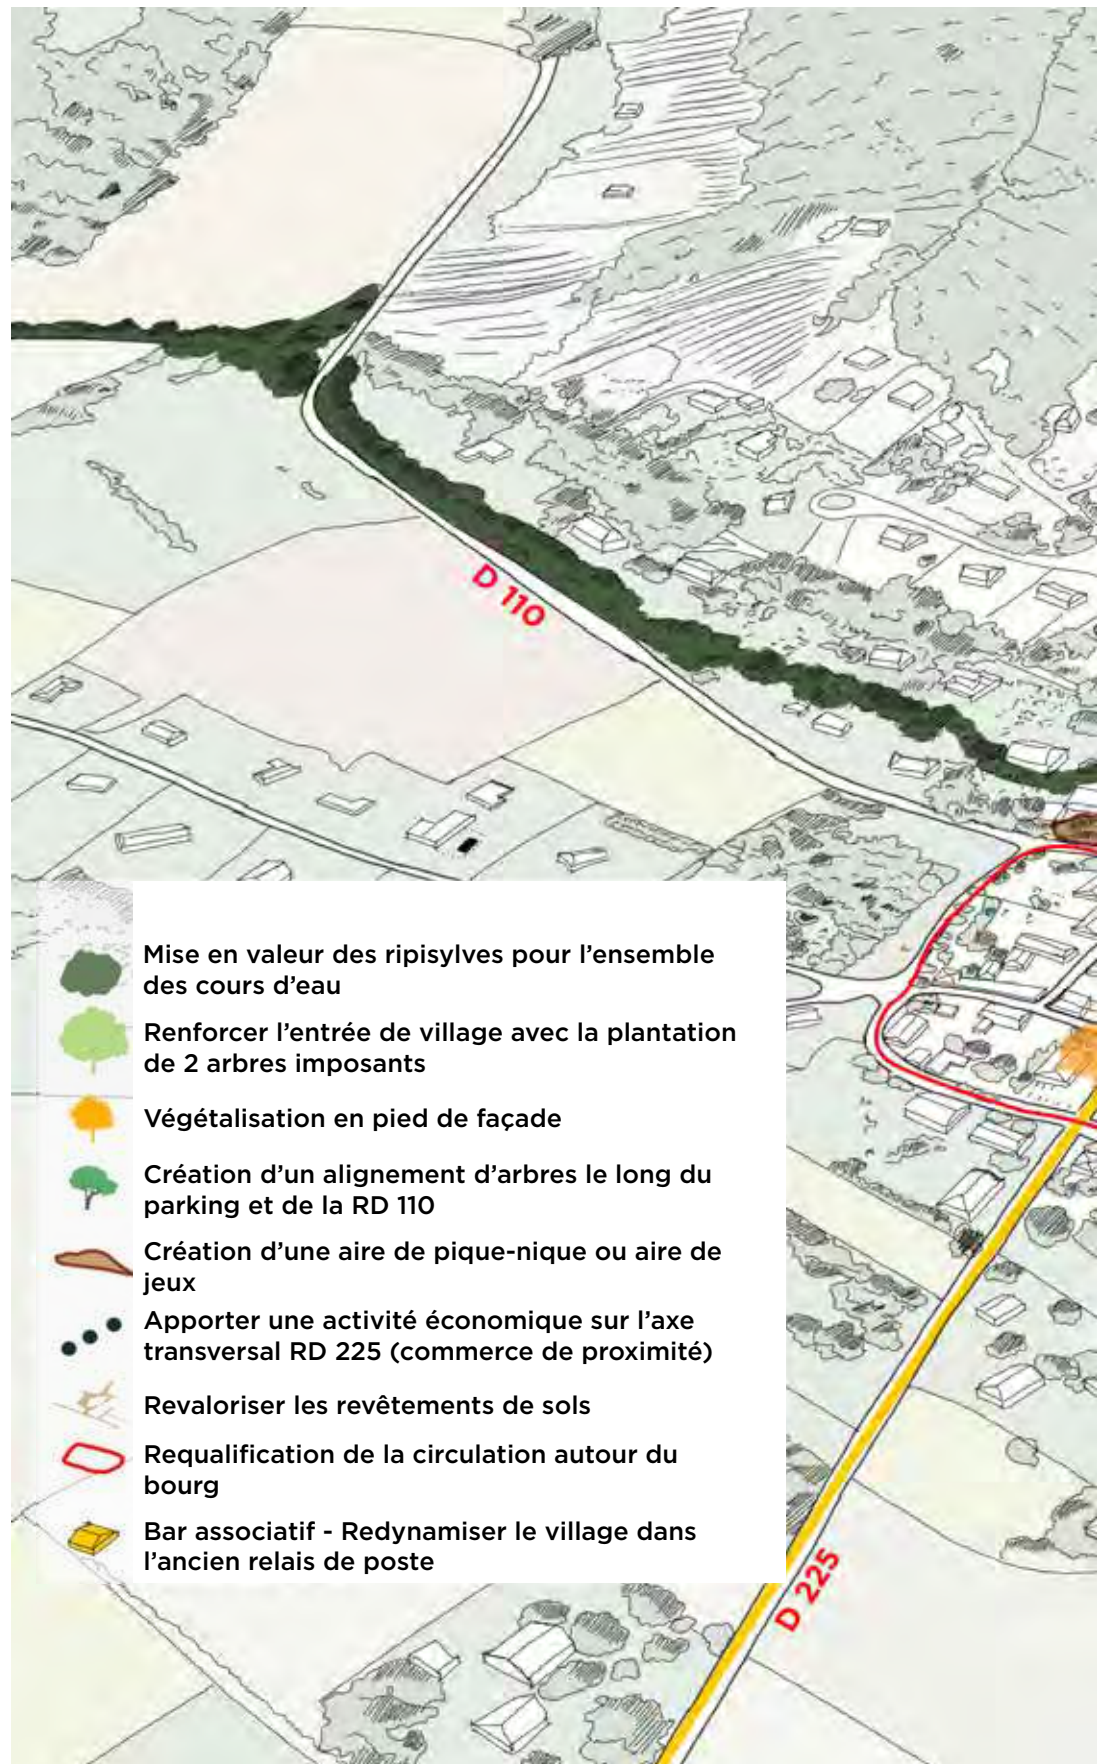 D 110
Mise en valeur des ripisylves pour l’ensemble
des cours d’eau
Renforcer l’entrée de village avec la plantation
de 2 arbres imposants
Végétalisation en pied de façade
Création d’un alignement d’arbres le long du
parking et de la RD 110
Création d’une aire de pique-nique ou aire de
jeux
Apporter une activité économique sur l’axe
transversal RD 225 (commerce de proximité)
Revaloriser les revêtements de sols
Requalification de la circulation autour du
bourg
Bar associatif - Redynamiser le village dans
l’ancien relais de poste
D 225